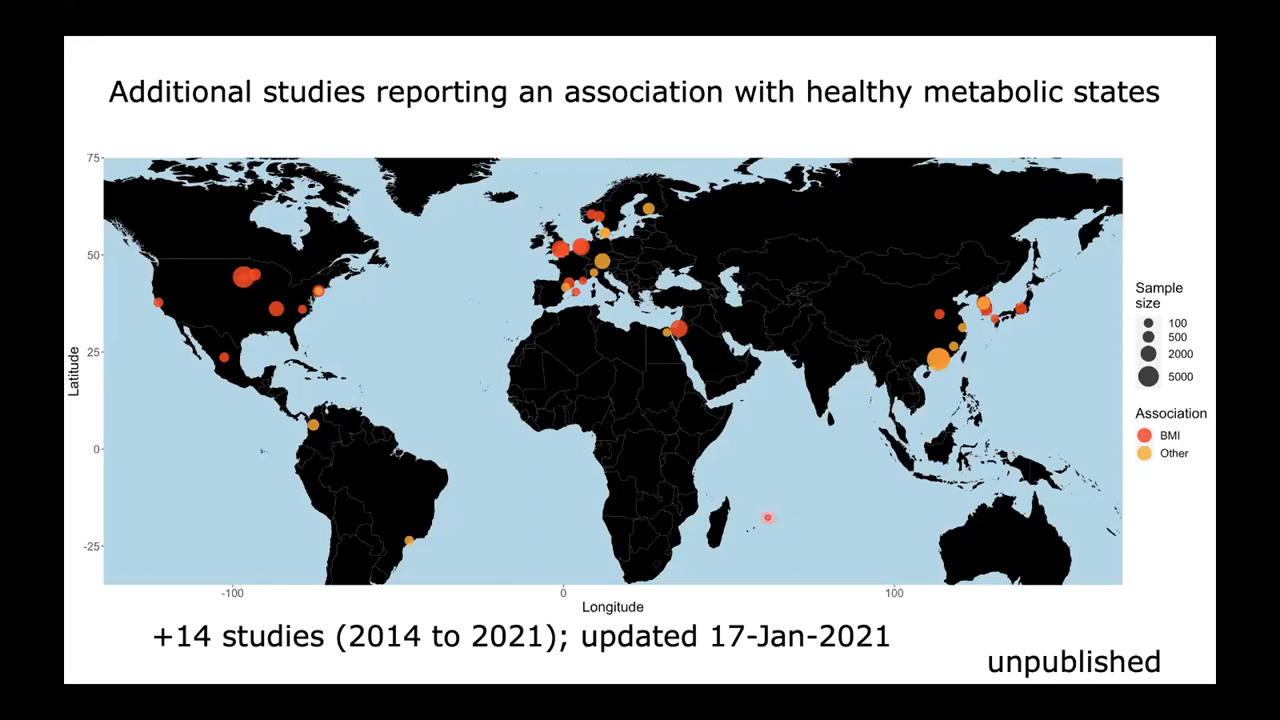 Additional studies reporting an association with healthy metabolic states
75
50
25
0
-25
Latitude
-100
0
100
Longitude
Sample
size
100
500
2000
5000
Association
BMI
Other
+14 studies (2014 to 2021); updated 17-Jan-2021
unpublished